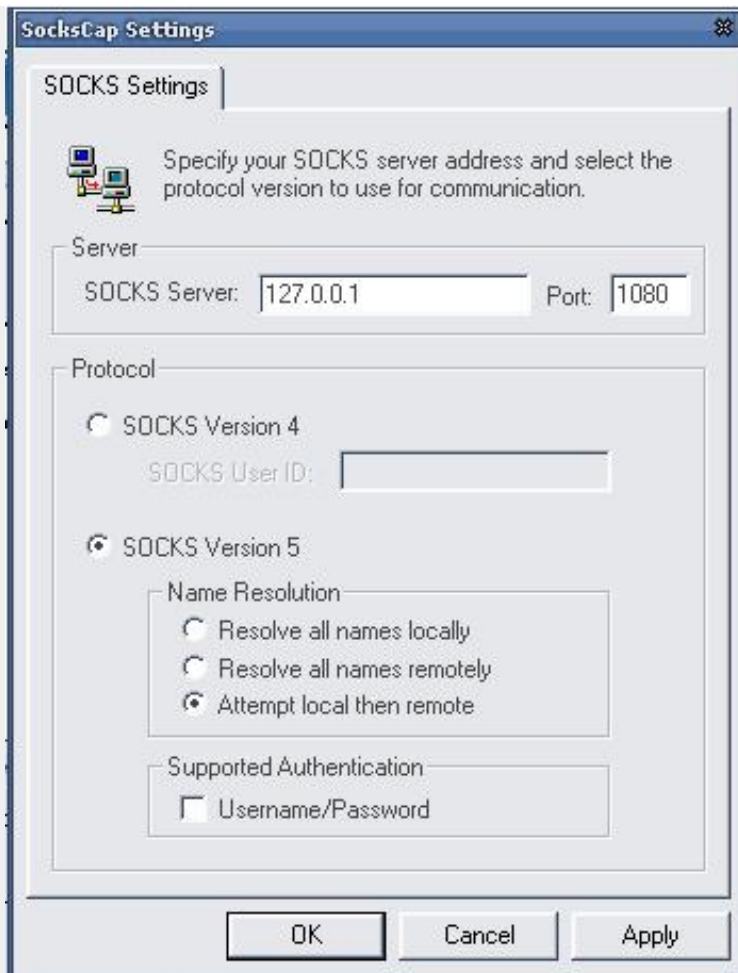 SocksCap Settings
SOCKS Settings
Specify your SOCKS server address and select the
protocol version to use for communication.
Server
SOCKS Server: 127.0.0.1 Port: 1080
Protocol
SOCKS Version 4
SOCKS User ID:
SOCKS Version 5
Name Resolution
Resolve all names locally
Resolve all names remotely
Attempt local then remote
Supported Authentication
Username/Password
OK Cancel Apply